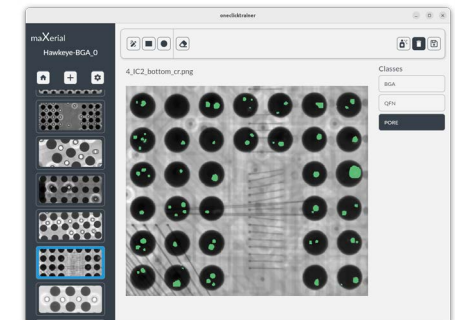 oneclicktrainer
maXerial
Hawkeye-BGA_0
4_IC2_bottom_cr.png
Classes
BGA
QFN
PORE